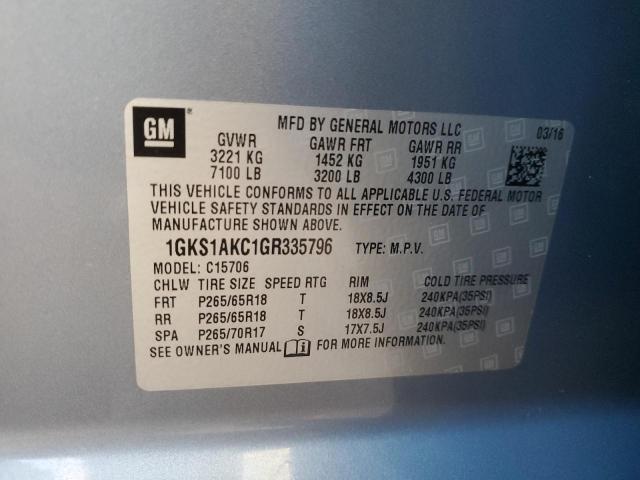 GM
MFD BY GENERAL MOTORS LLC 03/16
GVWR GAWR FRT GAWR RR
3221 KG 1452 KG 1951 KG
7100 LB 3200 LB 4300 LB
THIS VEHICLE CONFORMS TO ALL APPLICABLE U.S. FEDERAL MOTOR
VEHICLE SAFETY STANDARDS IN EFFECT ON THE DATE OF
MANUFACTURE SHOWN ABOVE.
1GKS1AKC1GR335796 TYPE: M.P.V.
MODEL: C15706
CHLW TIRE SIZE SPEED RTG RIM COLD TIRE PRESSURE
FRT P265/65R18 T 18X8.5J 240KPA(35PSI)
RR P265/65R18 T 18X8.5J 240KPA(35PSI)
SPA P265/70R17 S 17X7.5J 240KPA(35PSI)
SEE OWNER'S MANUAL FOR MORE INFORMATION.